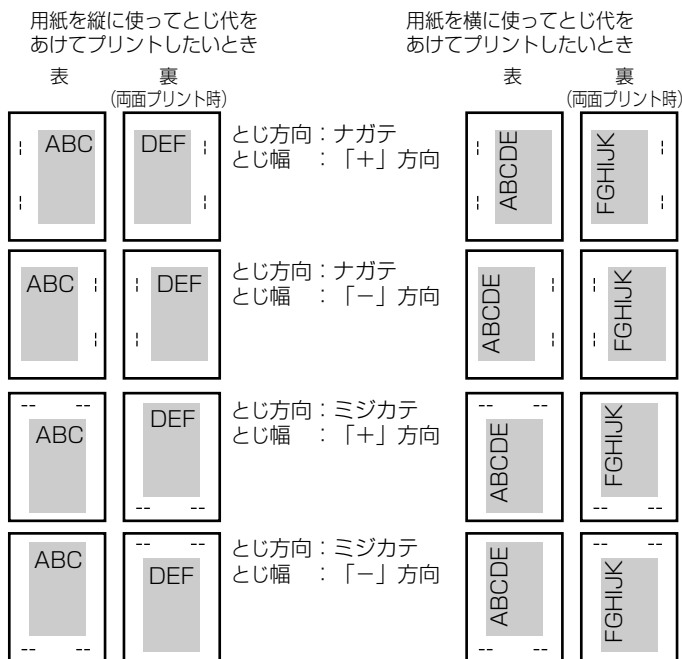 用紙を縦に使ってとじ代を
あけてプリントしたいとき
表
裏
(両面プリント時)
用紙を横に使ってとじ代を
あけてプリントしたいとき
表
裏
(両面プリント時)
ABC
DEF
とじ方向：ナガテ
とじ幅　：「＋」方向
ABCDE
FGHIJK
ABC
DEF
とじ方向：ナガテ
とじ幅　：「－」方向
ABCDE
FGHIJK
ABC
DEF
とじ方向：ミジカテ
とじ幅　：「＋」方向
ABCDE
FGHIJK
ABC
DEF
とじ方向：ミジカテ
とじ幅　：「－」方向
ABCDE
FGHIJK